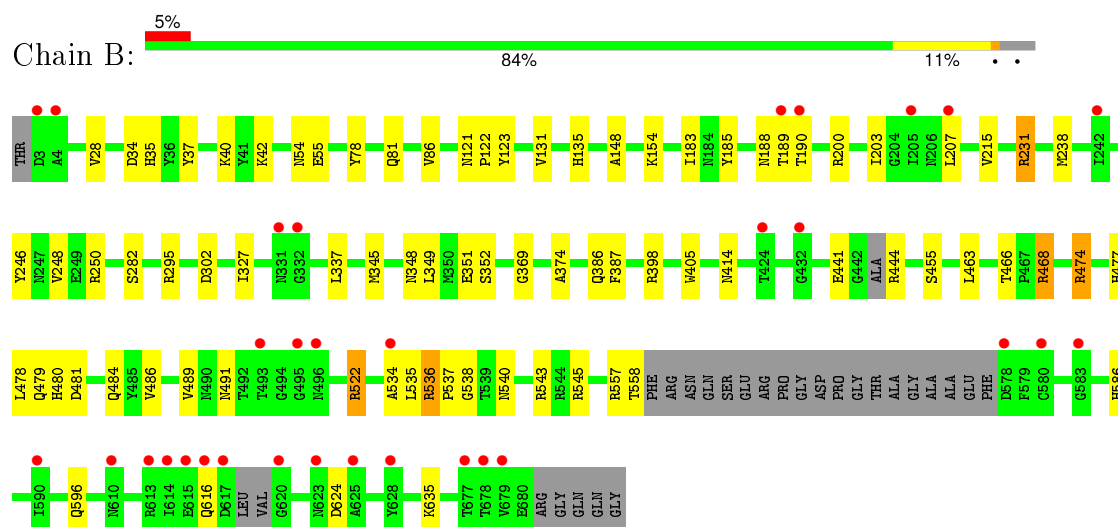 5%
Chain B:
84% 11% • •
THR D3 A4 V28 D34 H35 Y36 Y37 K40 Y41 K42 N54 E55 Y78 Q81 V86 N121 P122 Y123 V131 H135 A148 K154 I183 N184 Y185 N188 T189 T190 R200 I203 G204 I205 N206 L207 V215 R231 M238 I242
Y246 N247 V248 E249 R250 S282 R295 D302 I327 N331 G332 L337 M345 N348 L349 M350 E351 S352 G369 A374 Q386 F387 R398 W405 N414 T424 G432 E441 G442 ALA R444 S455 L463 T466 P467 R468 R474 H477
L478 Q479 H480 D481 Q484 Y485 V486 V489 N490 N491 T492 T493 G494 G495 N496 R522 A534 L535 R536 P537 G538 T539 N540 R543 R544 R545 R557 T558 PHE ARG ASN GLN SER GLU ARG PRO GLY ASP PRO GLY THR ALA GLY ALA ALA GLU PHE D578 F579 C580 G583 H586
I590 Q596 N610 R613 I614 E615 Q616 D617 LEU VAL G620 N623 D624 A625 Y628 K635 T677 T678 V679 E680 ARG GLY GLN GLN GLY